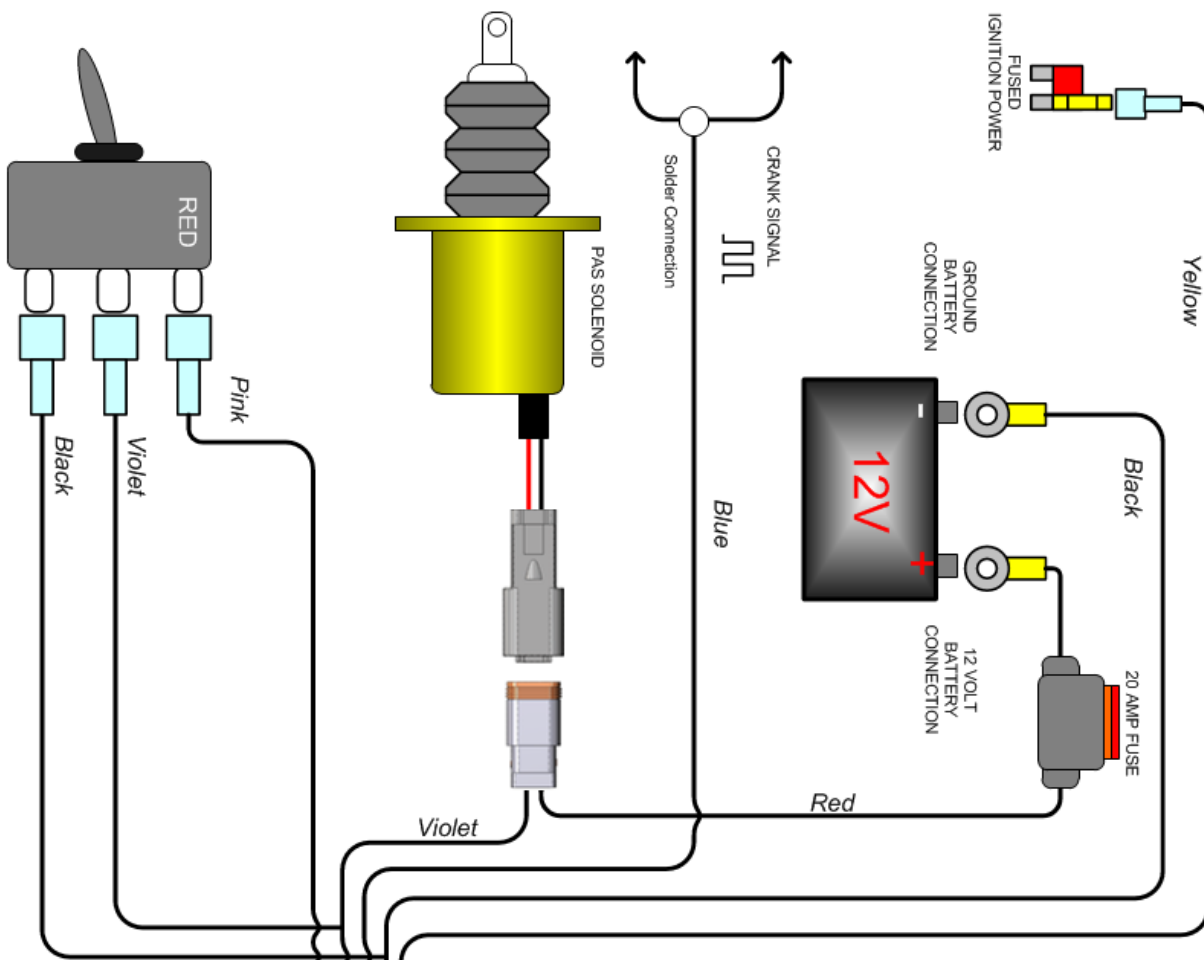 FUSED
IGNITION POWER
CRANK SIGNAL
Solder Connection
RED
PAS SOLENOID
GROUND
BATTERY
CONNECTION
Yellow
-
12V
+
Pink
Black
Violet
Black
Blue
12 VOLT
BATTERY
CONNECTION
20 AMP FUSE
Red
Violet